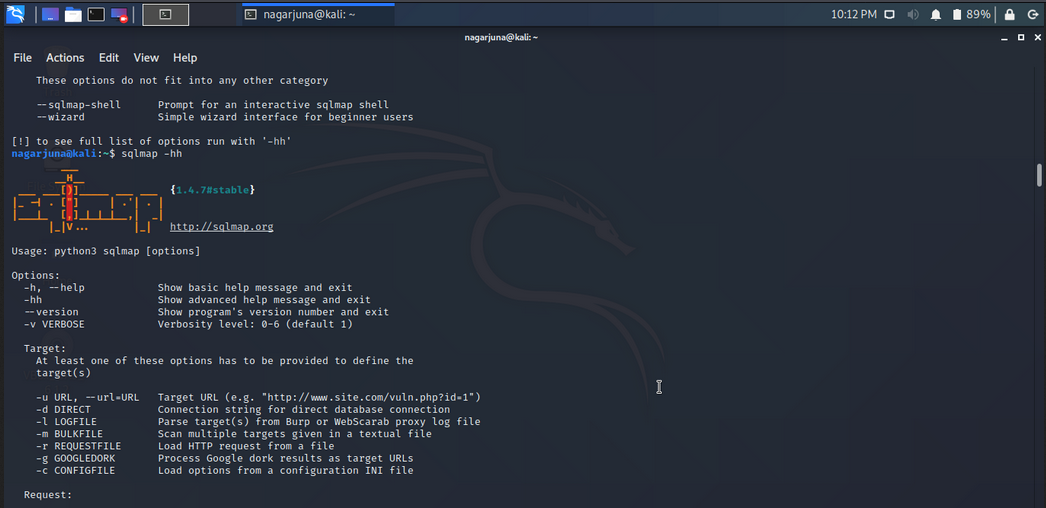 nagarjuna@kali: ~
10:12 PM
89%
nagarjuna@kali: ~
File Actions Edit View Help
These options do not fit into any other category
--sqlmap-shell Prompt for an interactive sqlmap shell
--wizard Simple wizard interface for beginner users
[!] to see full list of options run with '-hh'
nagarjuna@kali:~$ sqlmap -hh
{1.4.7#stable}
http://sqlmap.org
Usage: python3 sqlmap [options]
Options:
-h, --help Show basic help message and exit
-hh Show advanced help message and exit
--version Show program's version number and exit
-v VERBOSE Verbosity level: 0-6 (default 1)
Target:
At least one of these options has to be provided to define the
target(s)
-u URL, --url=URL Target URL (e.g. "http://www.site.com/vuln.php?id=1")
-d DIRECT Connection string for direct database connection
-l LOGFILE Parse target(s) from Burp or WebScarab proxy log file
-m BULKFILE Scan multiple targets given in a textual file
-r REQUESTFILE Load HTTP request from a file
-g GOOGLEDORK Process Google dork results as target URLs
-c CONFIGFILE Load options from a configuration INI file
Request: